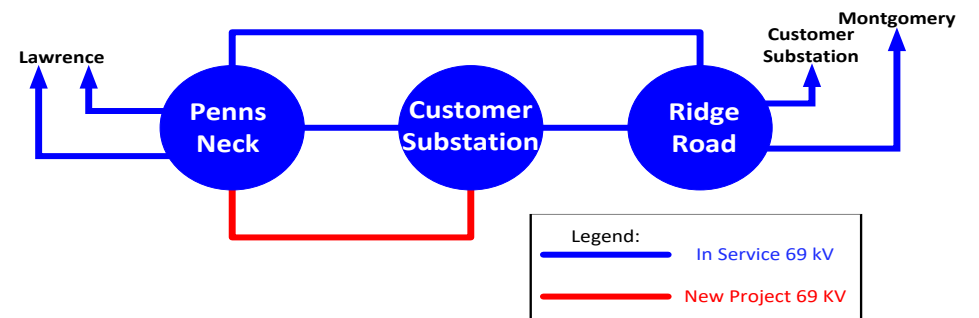 Montgomery
Customer
Substation
Lawrence
Penns
Neck
Customer
Substation
Ridge
Road
Legend:
In Service 69 kV
New Project 69 KV